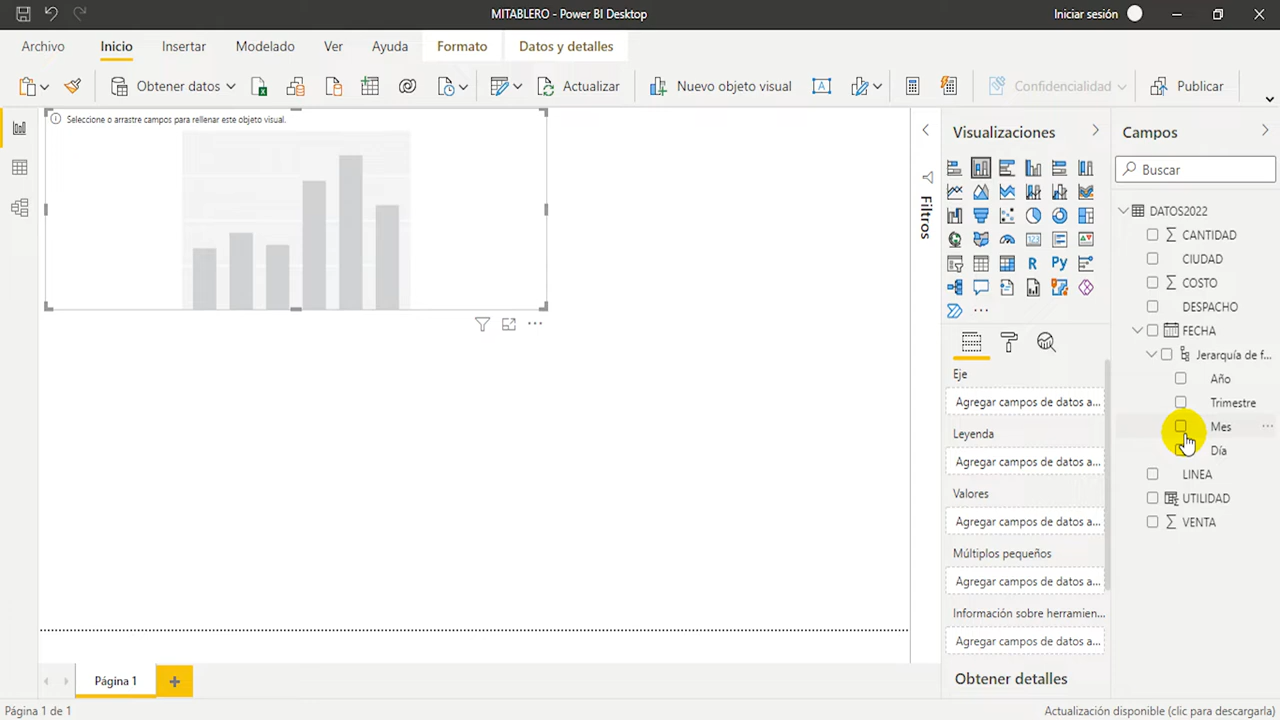 MITABLERO - Power BI Desktop
Iniciar sesión
Archivo
Inicio
Insertar
Modelado
Ver
Ayuda
Formato
Datos y detalles
Obtener datos
Actualizar
Nuevo objeto visual
Confidencialidad
Publicar
Seleccione o arrastre campos para rellenar este objeto visual.
Filtros
Visualizaciones
R
Py
Eje
Agregar campos de datos a...
Leyenda
Agregar campos de datos a...
Valores
Agregar campos de datos a...
Múltiplos pequeños
Agregar campos de datos a...
Información sobre herramien...
Agregar campos de datos a...
Obtener detalles
Campos
Buscar
DATOS2022
CANTIDAD
CIUDAD
COSTO
DESPACHO
FECHA
Jerarquía de f...
Año
Trimestre
Mes
Día
LINEA
UTILIDAD
VENTA
Página 1
Página 1 de 1
Actualización disponible (clic para descargarla)